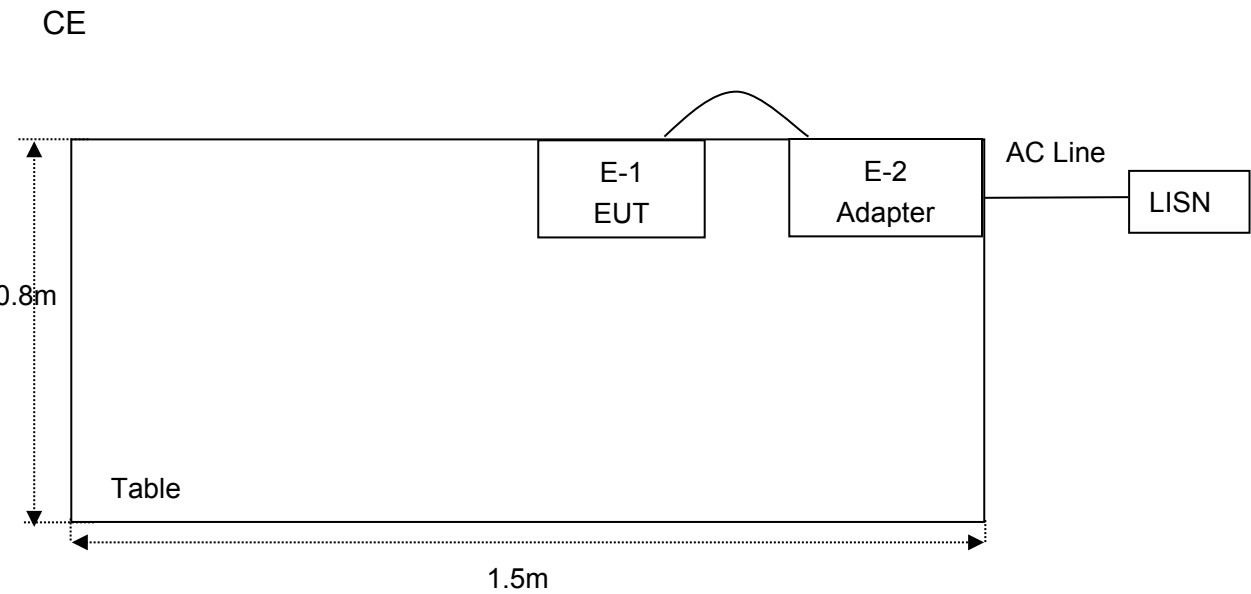 CE
AC Line
E-1
EUT
E-2
Adapter
LISN
0.8m
Table
1.5m